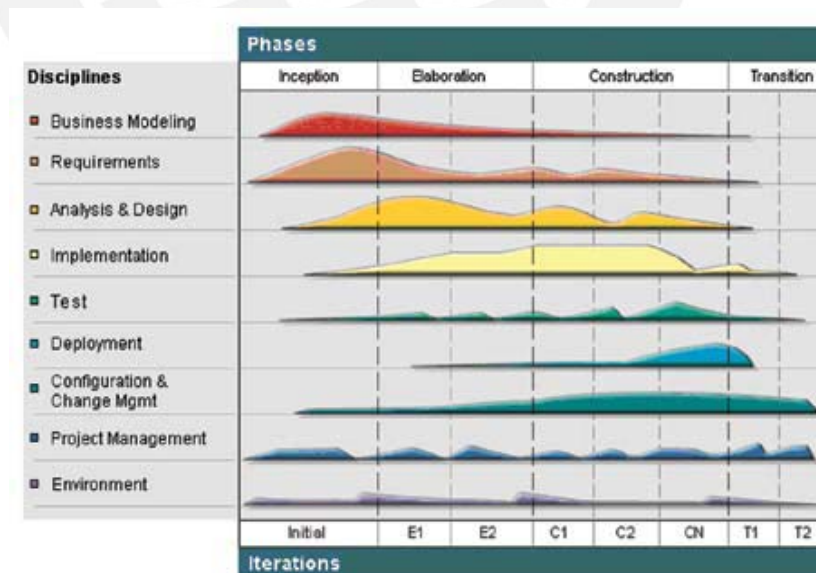 Phases
Disciplines
Inception Elaboration Construction Transition
Business Modeling
Requirements
Analysis & Design
Implementation
Test
Deployment
Configuration &
Change Mgmt
Project Management
Environment
Initial E1 E2 C1 C2 CN T1 T2
Iterations